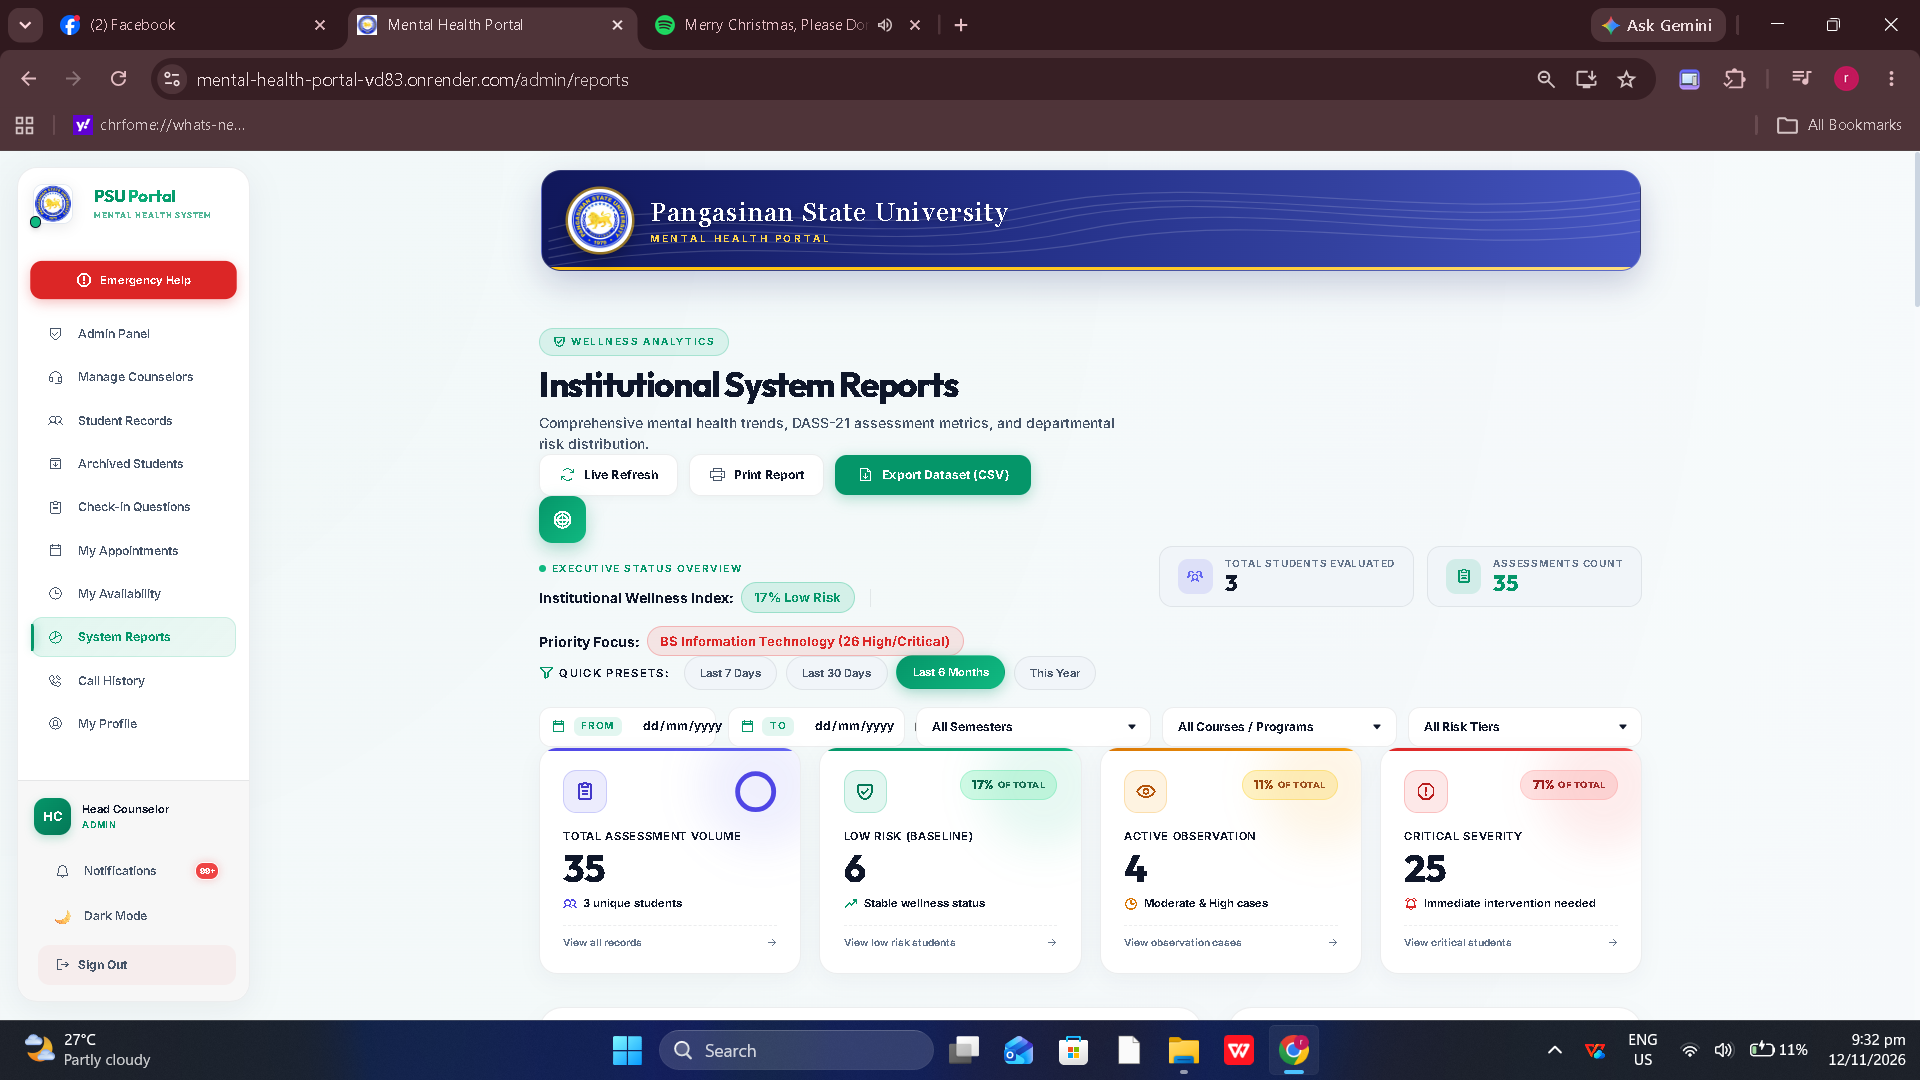 (2) Facebook
Mental Health Portal
Merry Christmas, Please Do
Ask Gemini
mental-health-portal-vd83.onrender.com/admin/reports
r
y!
chrfome://whats-ne...
All Bookmarks
PSU Portal
MENTAL HEALTH SYSTEM
Emergency Help
Admin Panel
Manage Counselors
Student Records
Archived Students
Check-in Questions
My Appointments
My Availability
System Reports
Call History
My Profile
HC
Head Counselor
ADMIN
Notifications
99+
Dark Mode
Sign Out
Pangasinan State University
MENTAL HEALTH PORTAL
WELLNESS ANALYTICS
Institutional System Reports
Comprehensive mental health trends, DASS-21 assessment metrics, and departmental
risk distribution.
Live Refresh
Print Report
Export Dataset (CSV)
EXECUTIVE STATUS OVERVIEW
Institutional Wellness Index: 17% Low Risk
Priority Focus: BS Information Technology (26 High/Critical)
TOTAL STUDENTS EVALUATED
3
ASSESSMENTS COUNT
35
QUICK PRESETS: Last 7 Days Last 30 Days Last 6 Months This Year
FROM dd/mm/yyyy TO dd/mm/yyyy All Semesters All Courses / Programs All Risk Tiers
TOTAL ASSESSMENT VOLUME
35
3 unique students
View all records
17% OF TOTAL
LOW RISK (BASELINE)
6
Stable wellness status
View low risk students
11% OF TOTAL
ACTIVE OBSERVATION
4
Moderate & High cases
View observation cases
71% OF TOTAL
CRITICAL SEVERITY
25
Immediate intervention needed
View critical students
27°C
Partly cloudy
Search
ENG
US
11%
9:32 pm
12/11/2026